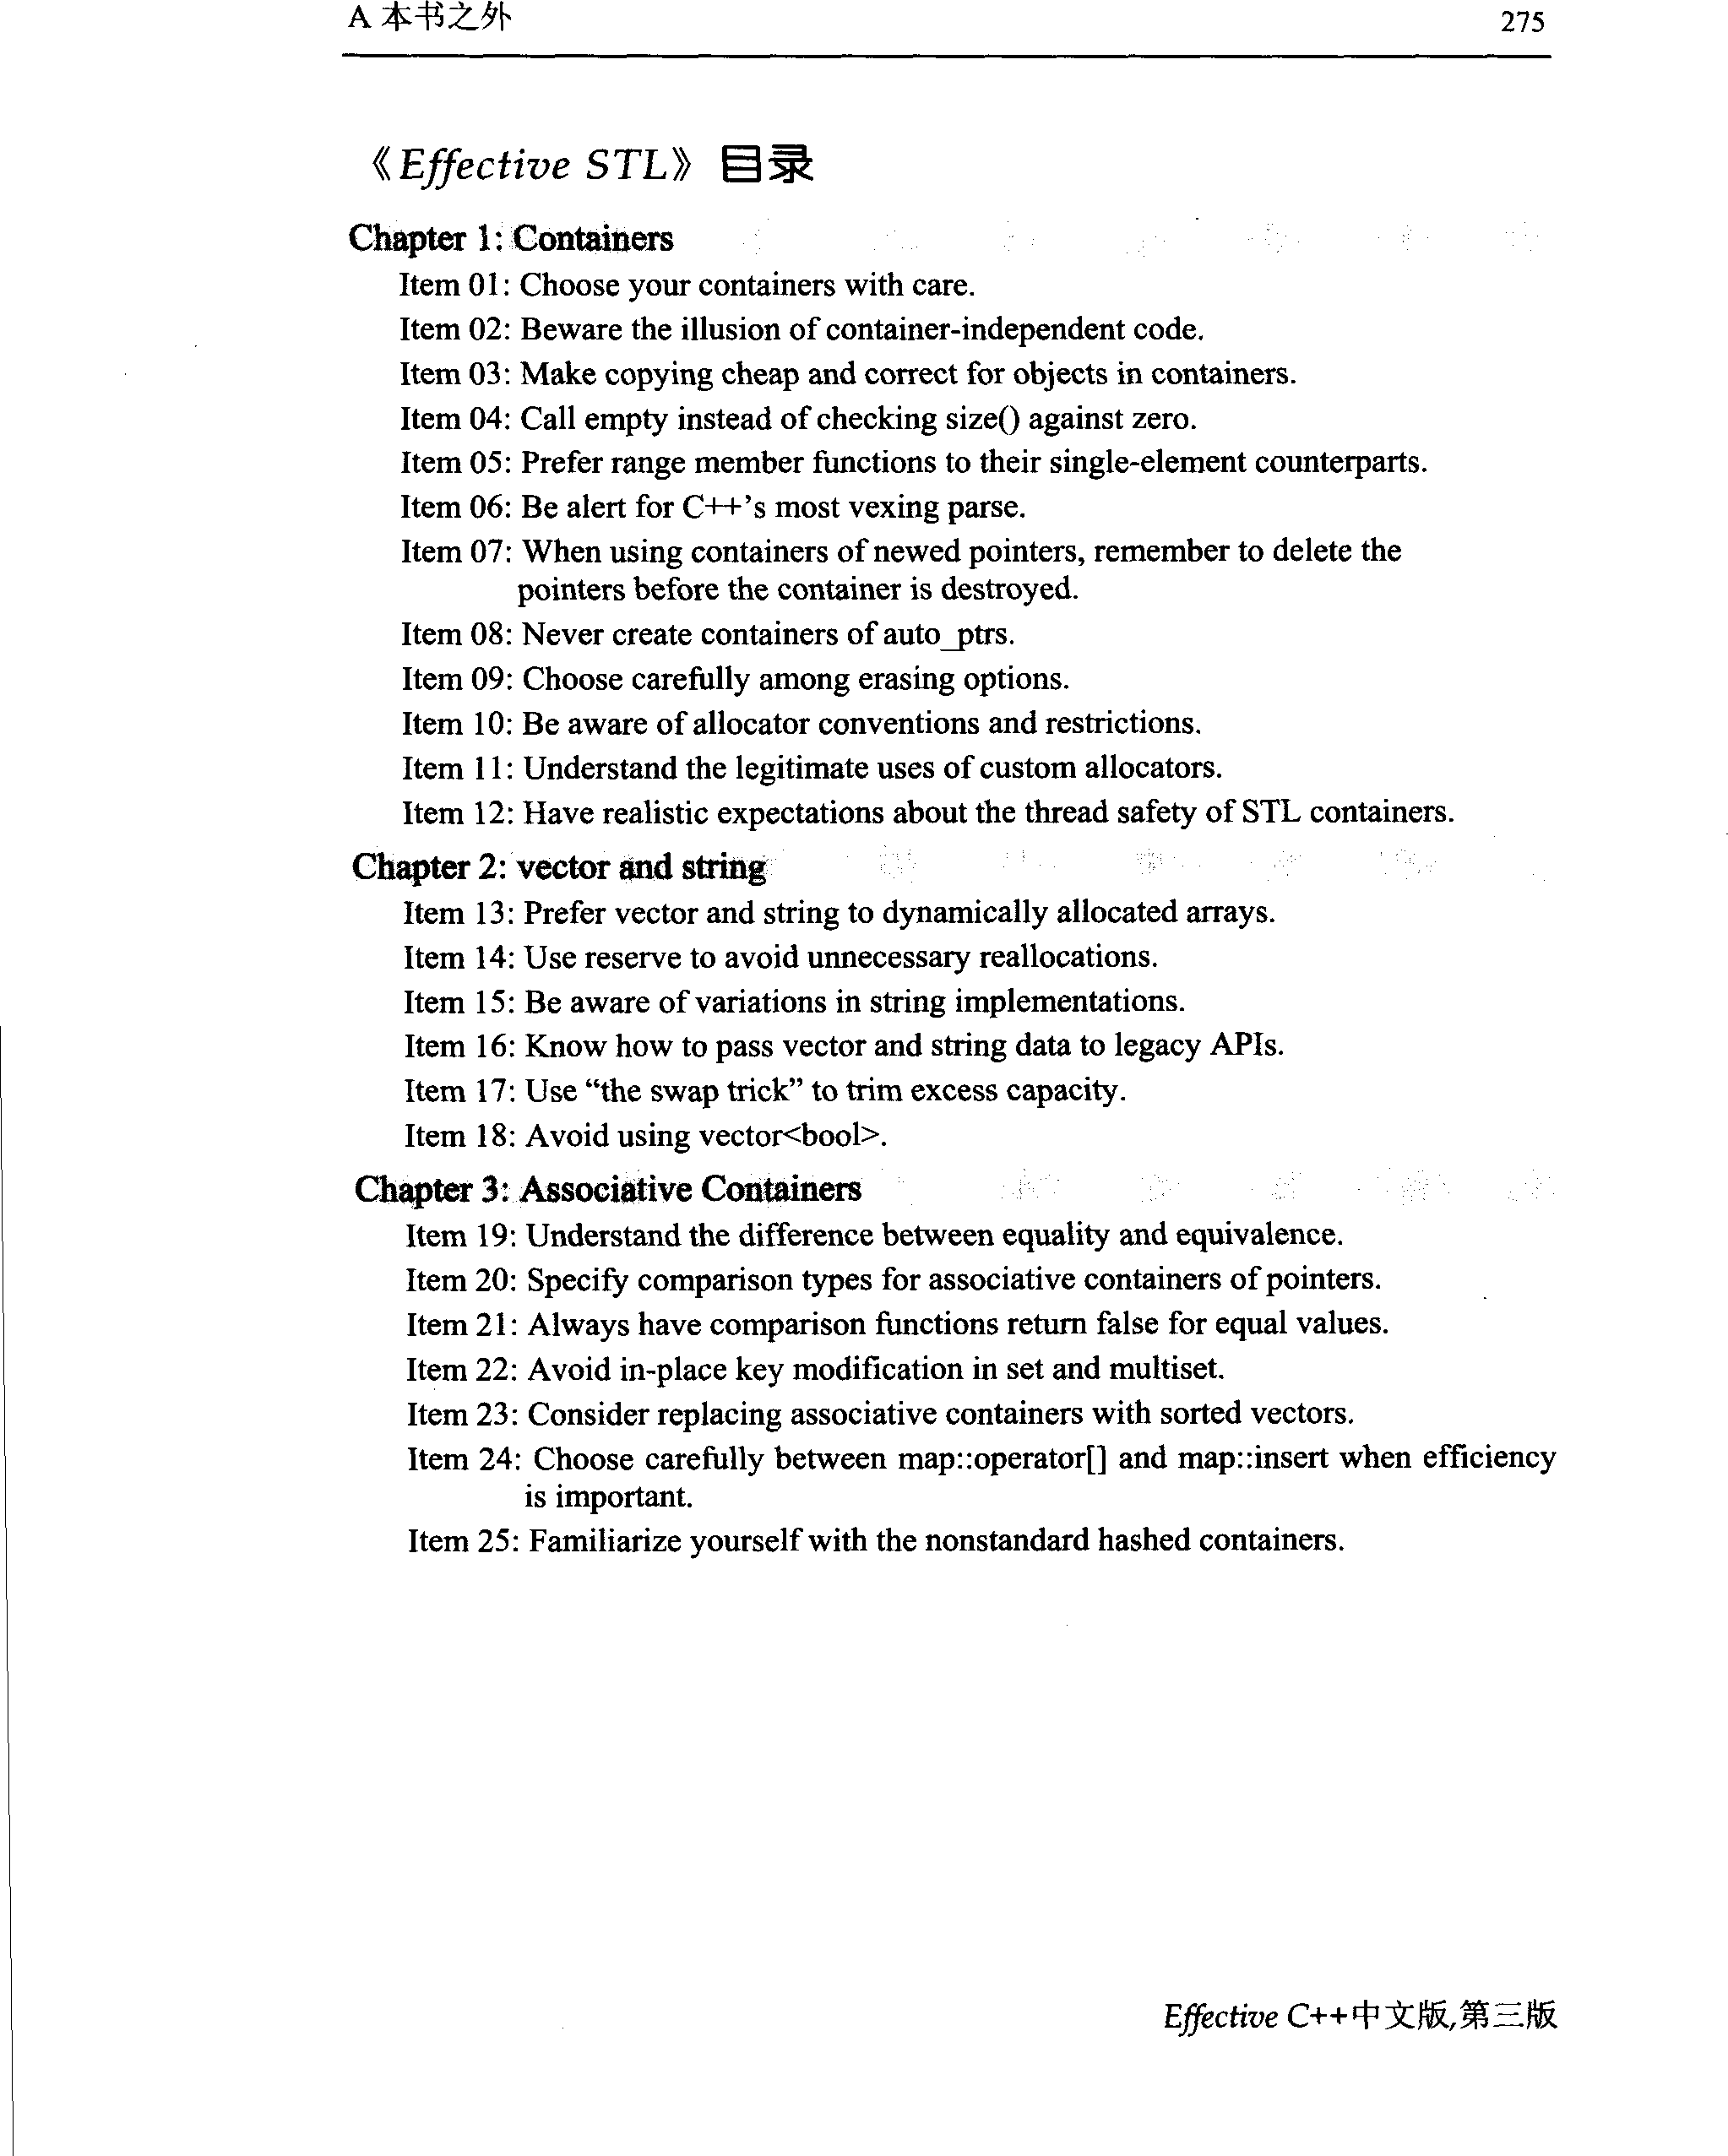 A 本书之外
275
《Effective STL》 目录
Chapter 1: Containers
Item 01: Choose your containers with care.
Item 02: Beware the illusion of container-independent code.
Item 03: Make copying cheap and correct for objects in containers.
Item 04: Call empty instead of checking size() against zero.
Item 05: Prefer range member functions to their single-element counterparts.
Item 06: Be alert for C++’s most vexing parse.
Item 07: When using containers of newed pointers, remember to delete the
pointers before the container is destroyed.
Item 08: Never create containers of auto_ptrs.
Item 09: Choose carefully among erasing options.
Item 10: Be aware of allocator conventions and restrictions.
Item 11: Understand the legitimate uses of custom allocators.
Item 12: Have realistic expectations about the thread safety of STL containers.
Chapter 2: vector and string
Item 13: Prefer vector and string to dynamically allocated arrays.
Item 14: Use reserve to avoid unnecessary reallocations.
Item 15: Be aware of variations in string implementations.
Item 16: Know how to pass vector and string data to legacy APIs.
Item 17: Use “the swap trick” to trim excess capacity.
Item 18: Avoid using vector<bool>.
Chapter 3: Associative Containers
Item 19: Understand the difference between equality and equivalence.
Item 20: Specify comparison types for associative containers of pointers.
Item 21: Always have comparison functions return false for equal values.
Item 22: Avoid in-place key modification in set and multiset.
Item 23: Consider replacing associative containers with sorted vectors.
Item 24: Choose carefully between map::operator[] and map::insert when efficiency
is important.
Item 25: Familiarize yourself with the nonstandard hashed containers.
Effective C++中文版,第三版